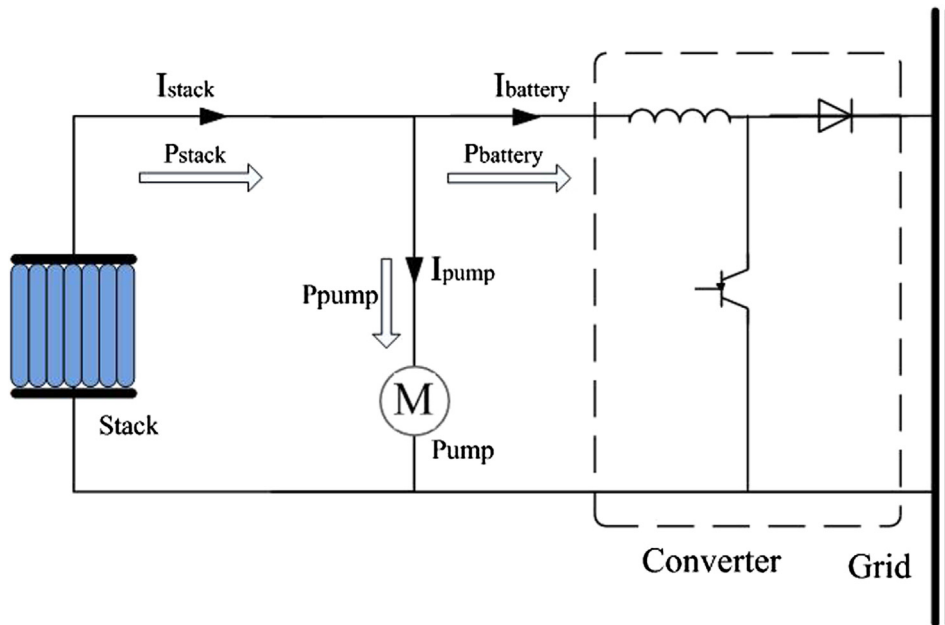 Istack
Ibattery
Pstack
Pbattery
Ipump
Ppump
M
Stack
Pump
Converter
Grid